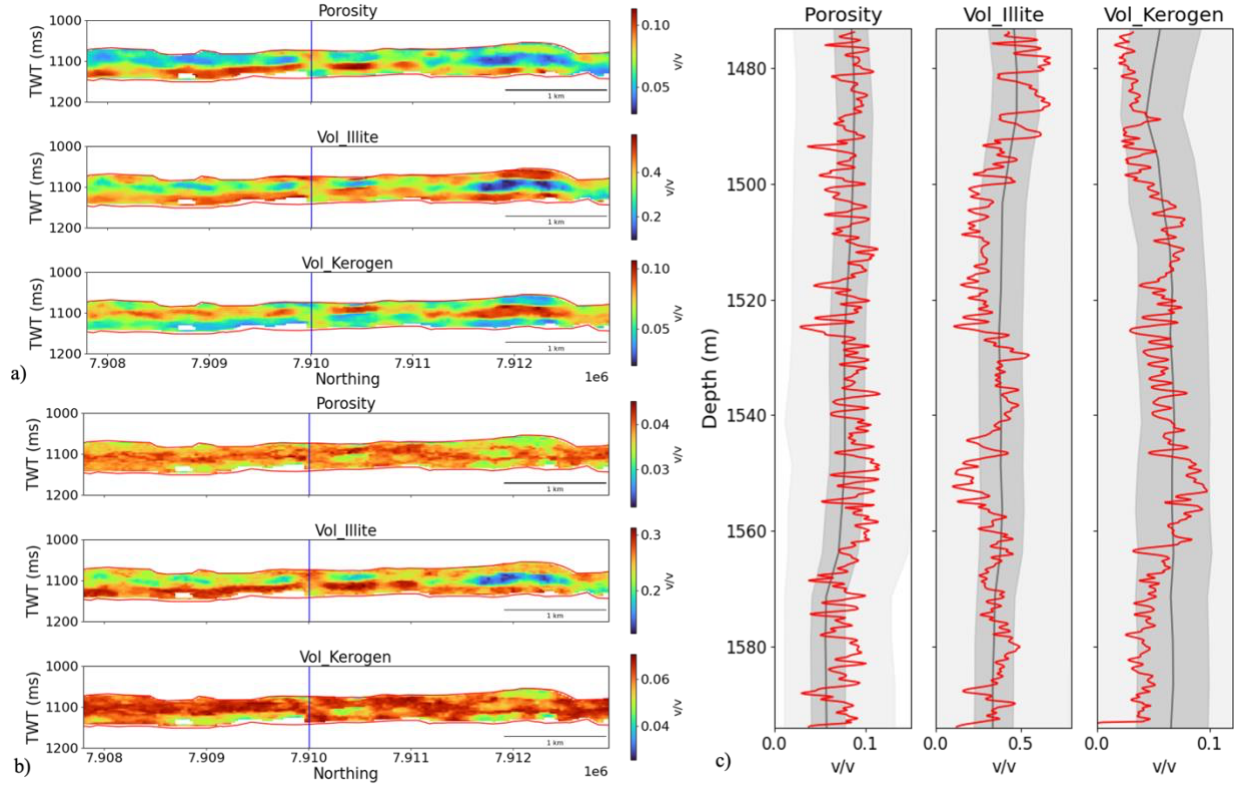 Porosity
1000
1100
1200
TWT (ms)
0.10
0.05
v/v
1 km
Vol_Illite
1000
1100
1200
TWT (ms)
0.4
0.2
v/v
1 km
Vol_Kerogen
1000
1100
1200
TWT (ms)
0.10
0.05
v/v
1 km
7.908 7.909 7.910 7.911 7.912
1e6
Northing
a)
Porosity
1000
1100
1200
TWT (ms)
0.04
0.03
v/v
1 km
Vol_Illite
1000
1100
1200
TWT (ms)
0.3
0.2
v/v
1 km
Vol_Kerogen
1000
1100
1200
TWT (ms)
0.06
0.04
v/v
1 km
7.908 7.909 7.910 7.911 7.912
1e6
Northing
b)
Porosity Vol_Illite Vol_Kerogen
1480
1500
1520
1540
1560
1580
Depth (m)
0.0 0.1 0.0 0.5 0.0 0.1
v/v v/v v/v
c)